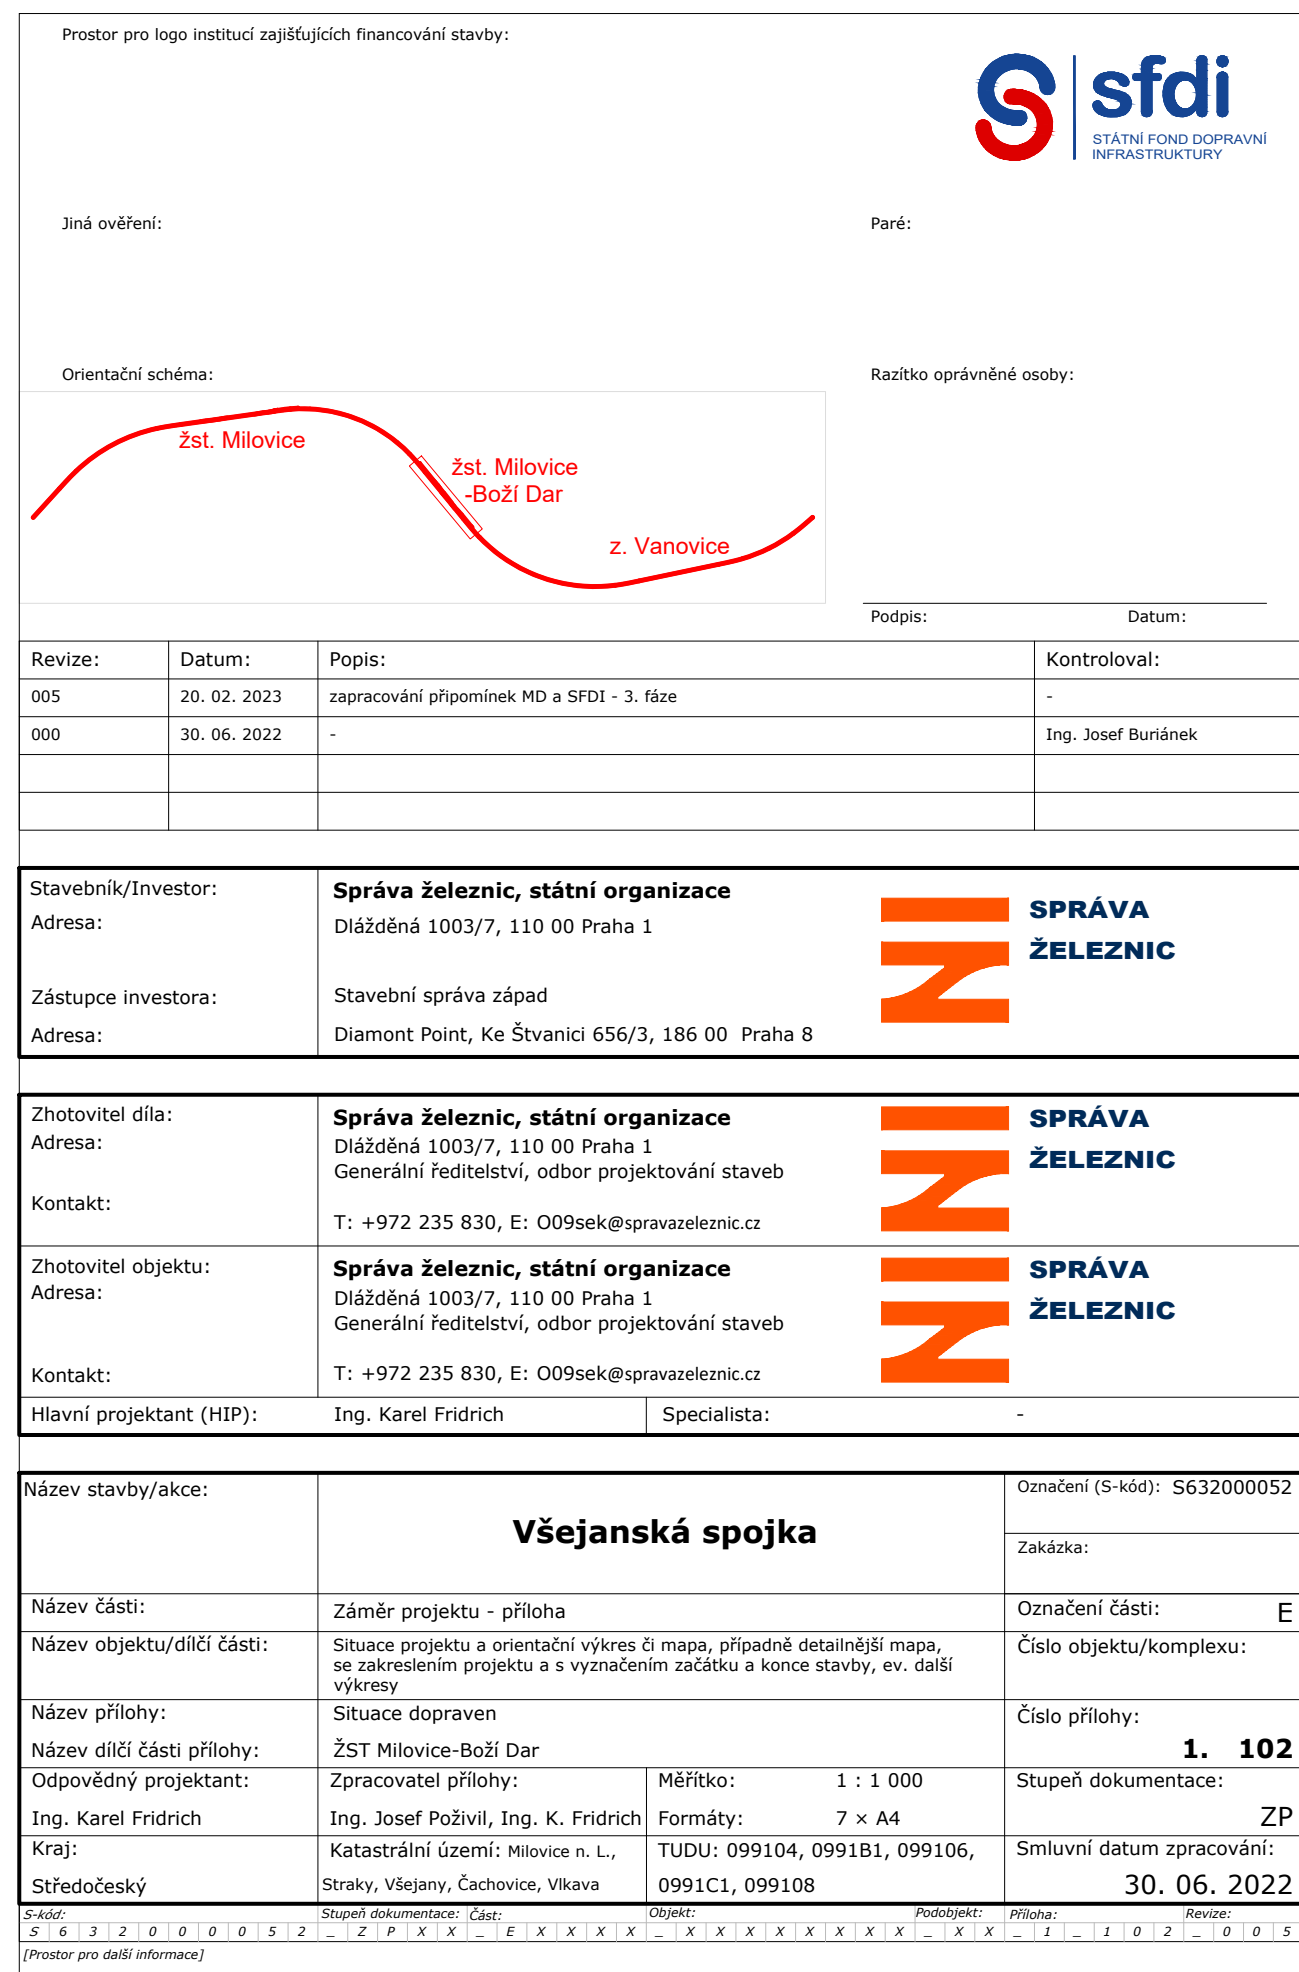 Prostor pro logo institucí zajišťujících financování stavby:
sfdi
STÁTNÍ FOND DOPRAVNÍ
INFRASTRUKTURY
Jiná ověření:
Paré:
Orientační schéma:
Razítko oprávněné osoby:
žst. Milovice
žst. Milovice
-Boží Dar
z. Vanovice
Podpis: Datum:
Revize: Datum: Popis: Kontroloval:
005 20. 02. 2023 zapracování připomínek MD a SFDI - 3. fáze -
000 30. 06. 2022 - Ing. Josef Buriánek
Stavebník/Investor: Správa železnic, státní organizace
Adresa: Dlážděná 1003/7, 110 00 Praha 1
SPRÁVA
ŽELEZNIC
Zástupce investora: Stavební správa západ
Adresa: Diamont Point, Ke Štvanici 656/3, 186 00 Praha 8
Zhotovitel díla: Správa železnic, státní organizace
Adresa: Dlážděná 1003/7, 110 00 Praha 1
Generální ředitelství, odbor projektování staveb
SPRÁVA
ŽELEZNIC
Kontakt: T: +972 235 830, E: O09sek@spravazeleznic.cz
Zhotovitel objektu: Správa železnic, státní organizace
Adresa: Dlážděná 1003/7, 110 00 Praha 1
Generální ředitelství, odbor projektování staveb
SPRÁVA
ŽELEZNIC
Kontakt: T: +972 235 830, E: O09sek@spravazeleznic.cz
Hlavní projektant (HIP): Ing. Karel Fridrich Specialista: -
Název stavby/akce: Všejanská spojka
Označení (S-kód): S632000052
Zakázka:
Název části: Záměr projektu - příloha Označení části: E
Název objektu/dílčí části: Situace projektu a orientační výkres či mapa, případně detailnější mapa,
se zakreslením projektu a s vyznačením začátku a konce stavby, ev. další
výkresy
Číslo objektu/komplexu:
Název přílohy: Situace dopraven Číslo přílohy:
Název dílčí části přílohy: ŽST Milovice-Boží Dar 1. 102
Odpovědný projektant: Zpracovatel přílohy: Měřítko: 1 : 1 000 Stupeň dokumentace:
Ing. Karel Fridrich Ing. Josef Poživil, Ing. K. Fridrich Formáty: 7 × A4 ZP
Kraj: Katastrální území: Milovice n. L., TUDU: 099104, 0991B1, 099106, Smluvní datum zpracování:
Středočeský Straky, Všejany, Čachovice, Vlkava 0991C1, 099108 30. 06. 2022
S-kód: Stupeň dokumentace: Část: Objekt: Podobjekt: Příloha: Revize:
S 6 3 2 0 0 0 0 5 2 _ Z P X X _ E X X X X _ X X X X X X X X _ X X _ 1 _ 1 0 2 _ 0 0 5
[Prostor pro další informace]